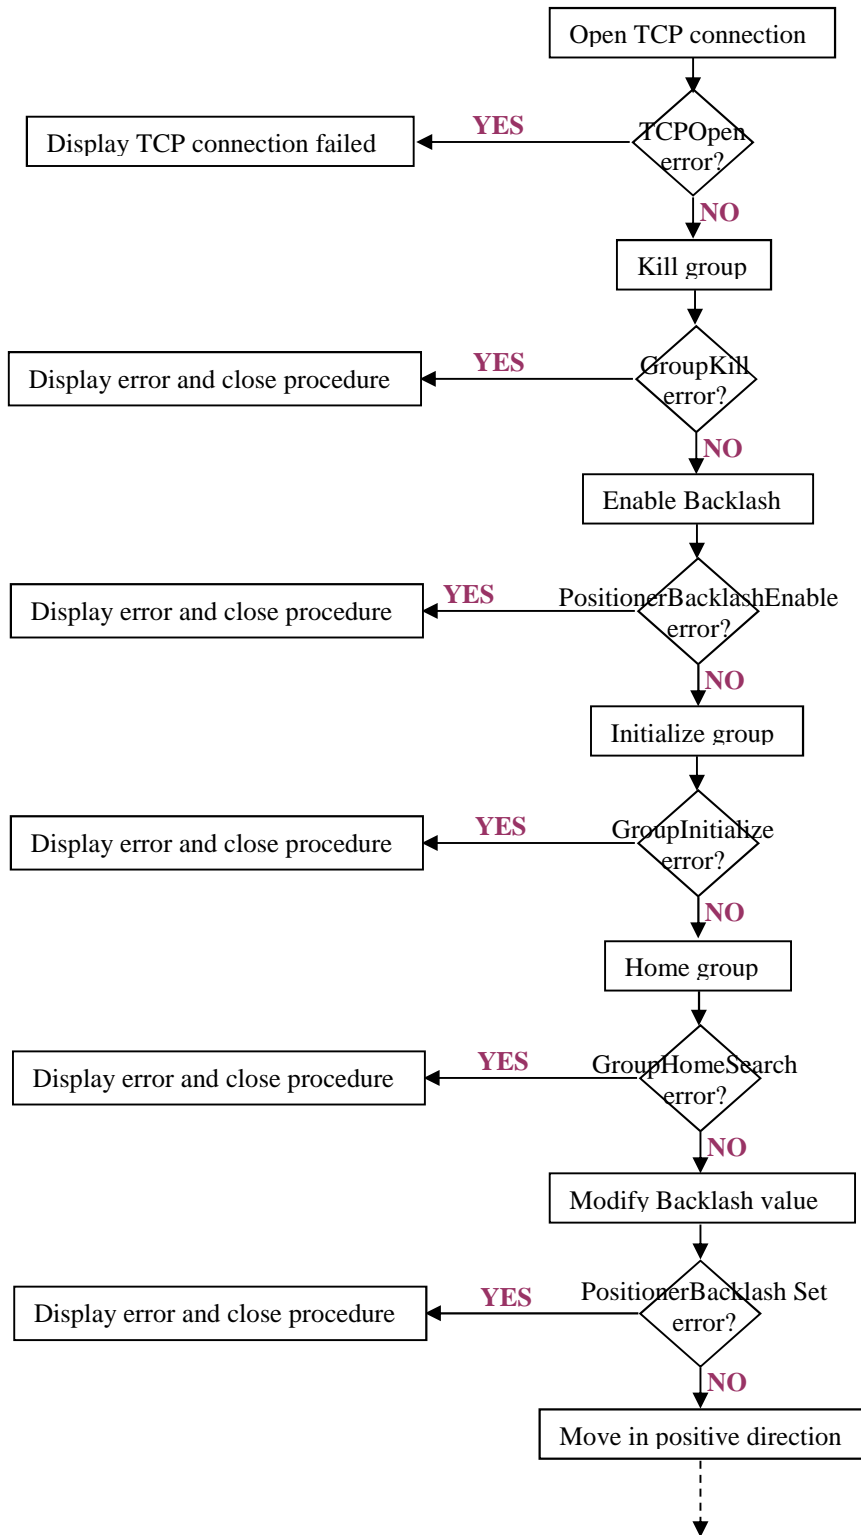 Open TCP connection
TCPOpen
error?
YES
Display TCP connection failed
NO
Kill group
GroupKill
error?
YES
Display error and close procedure
NO
Enable Backlash
PositionerBacklashEnable
error?
YES
Display error and close procedure
NO
Initialize group
GroupInitialize
error?
YES
Display error and close procedure
NO
Home group
GroupHomeSearch
error?
YES
Display error and close procedure
NO
Modify Backlash value
PositionerBacklash Set
error?
YES
Display error and close procedure
NO
Move in positive direction